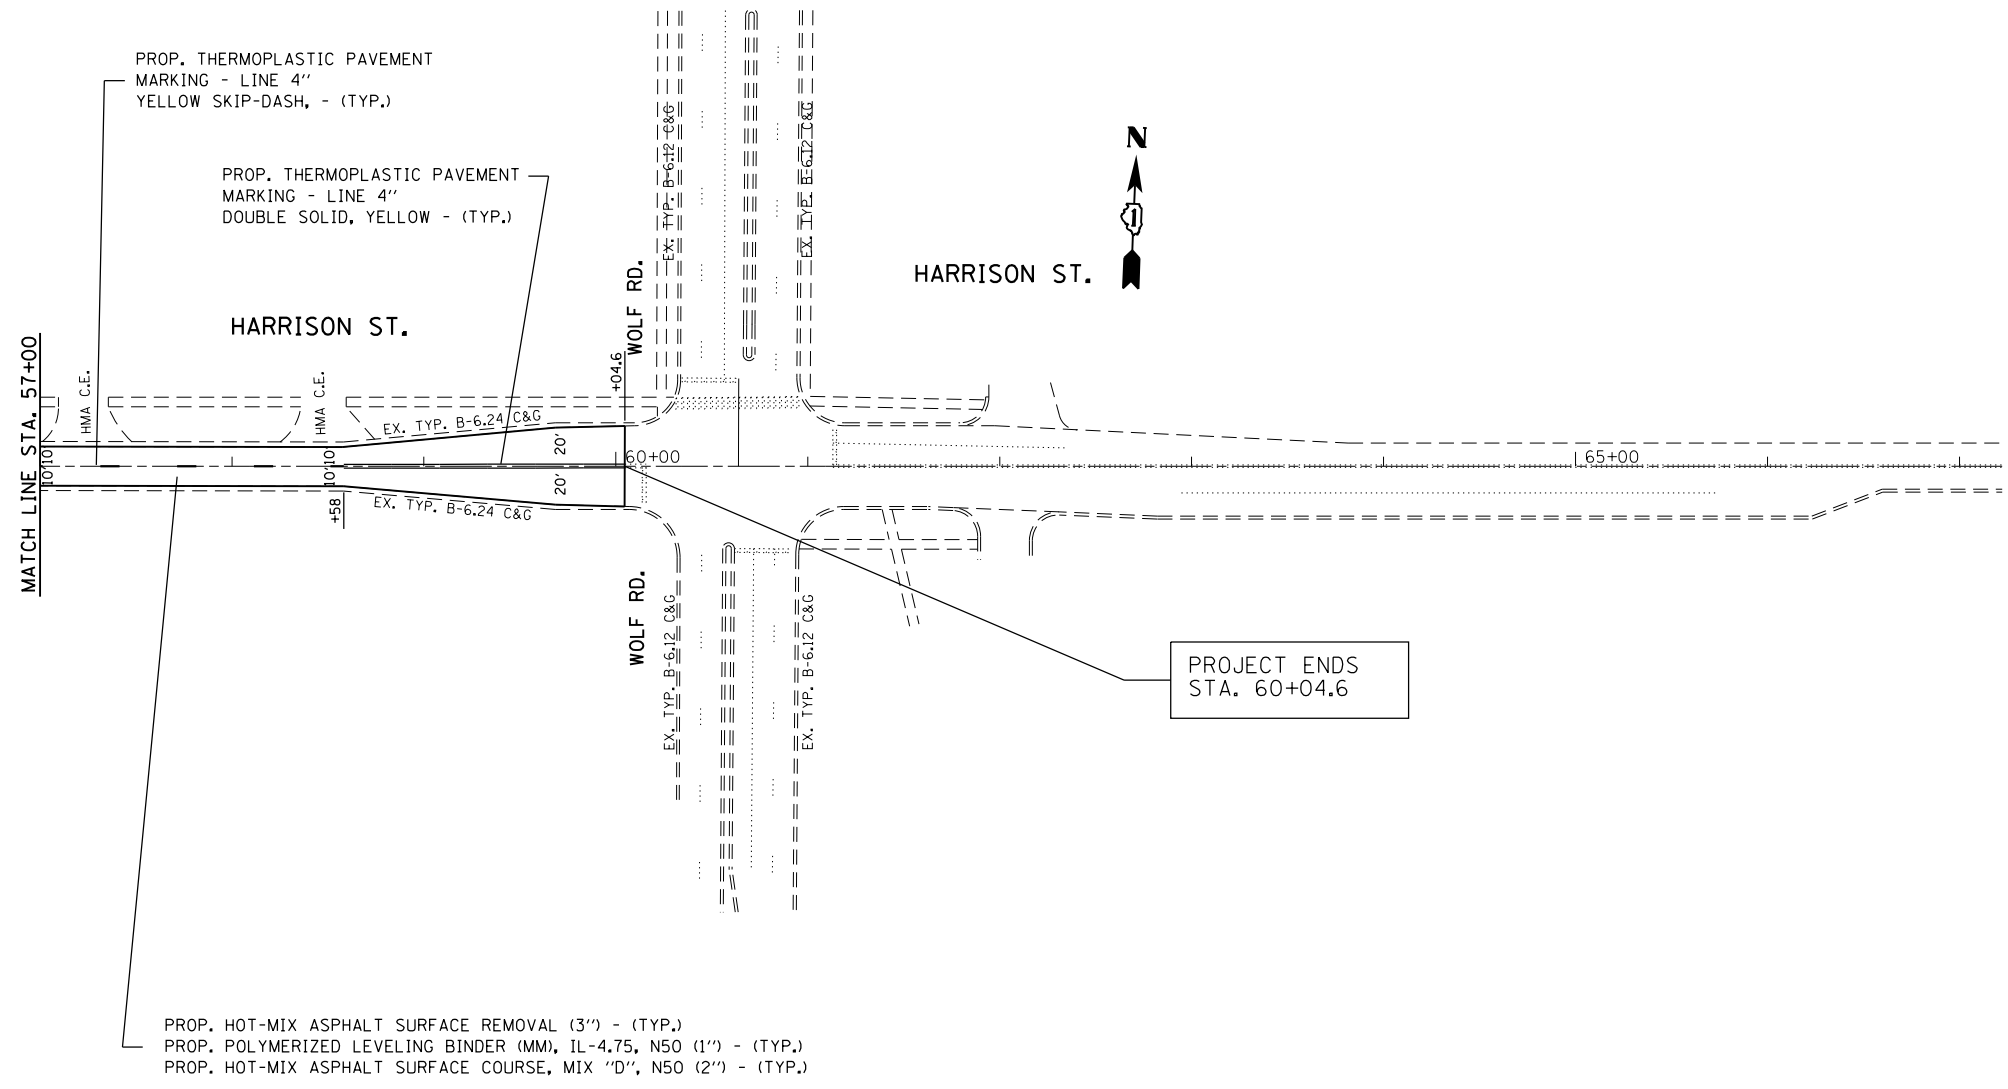 PROP. THERMOPLASTIC PAVEMENT
MARKING - LINE 4''
YELLOW SKIP-DASH, - (TYP.)
PROP. THERMOPLASTIC PAVEMENT
MARKING - LINE 4''
DOUBLE SOLID, YELLOW - (TYP.)
EX. TYP. B-6.12 C&G
EX. TYP. B-6.12 C&G
N
1
HARRISON ST.
HARRISON ST.
WOLF RD.
MATCH LINE STA. 57+00
HMA C.E.
HMA C.E.
+04.6
EX. TYP. B-6.24 C&G
10'
10'
10'
10'
20'
20'
60+00
65+00
+58
EX. TYP. B-6.24 C&G
WOLF RD.
EX. TYP. B-6.12 C&G
EX. TYP. B-6.12 C&G
PROJECT ENDS
STA. 60+04.6
PROP. HOT-MIX ASPHALT SURFACE REMOVAL (3'') - (TYP.)
PROP. POLYMERIZED LEVELING BINDER (MM), IL-4.75, N50 (1'') - (TYP.)
PROP. HOT-MIX ASPHALT SURFACE COURSE, MIX "D", N50 (2'') - (TYP.)